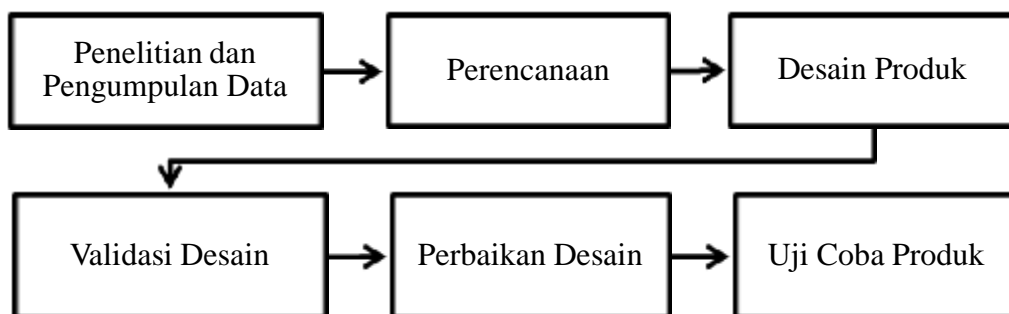 Penelitian dan
Pengumpulan Data
Perencanaan
Desain Produk
Validasi Desain
Perbaikan Desain
Uji Coba Produk